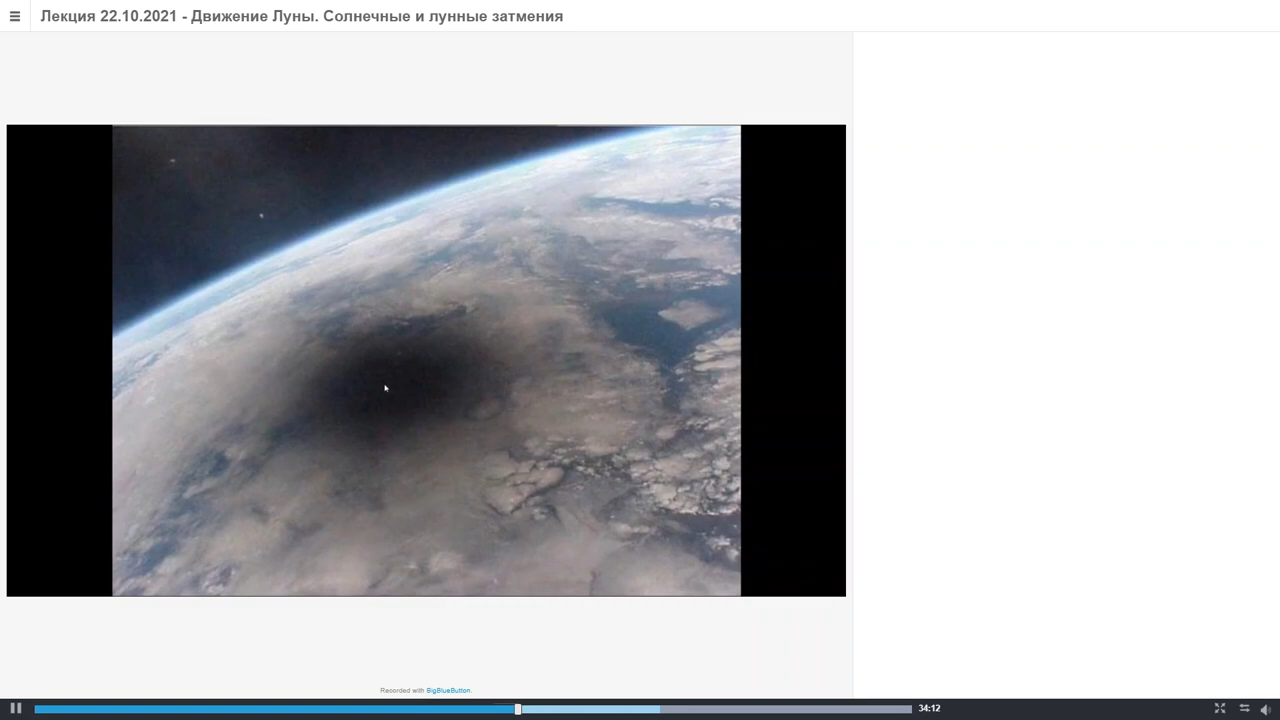 Лекция 22.10.2021 - Движение Луны. Солнечные и лунные затмения
Recorded with BigBlueButton.
34:12